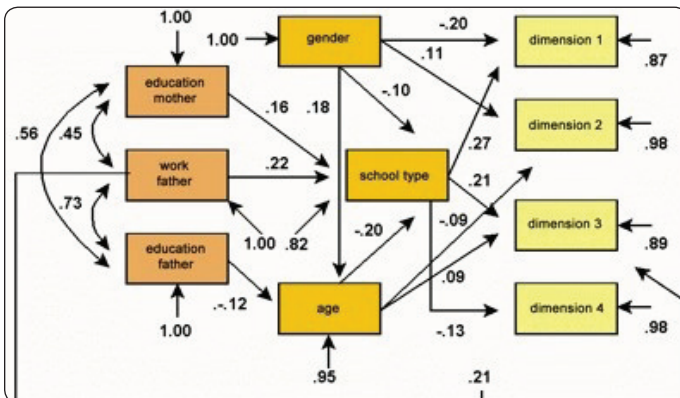 1.00
1.00
gender
-.20
dimension 1
.87
.11
education
mother
-.10
.16
.18
.56
.45
dimension 2
.98
.27
work
father
.22
school type
.21
.73
-.09
1.00
.82
-.20
dimension 3
.89
education
father
.09
.-.12
age
dimension 4
1.00
-.13
.98
.95
.21